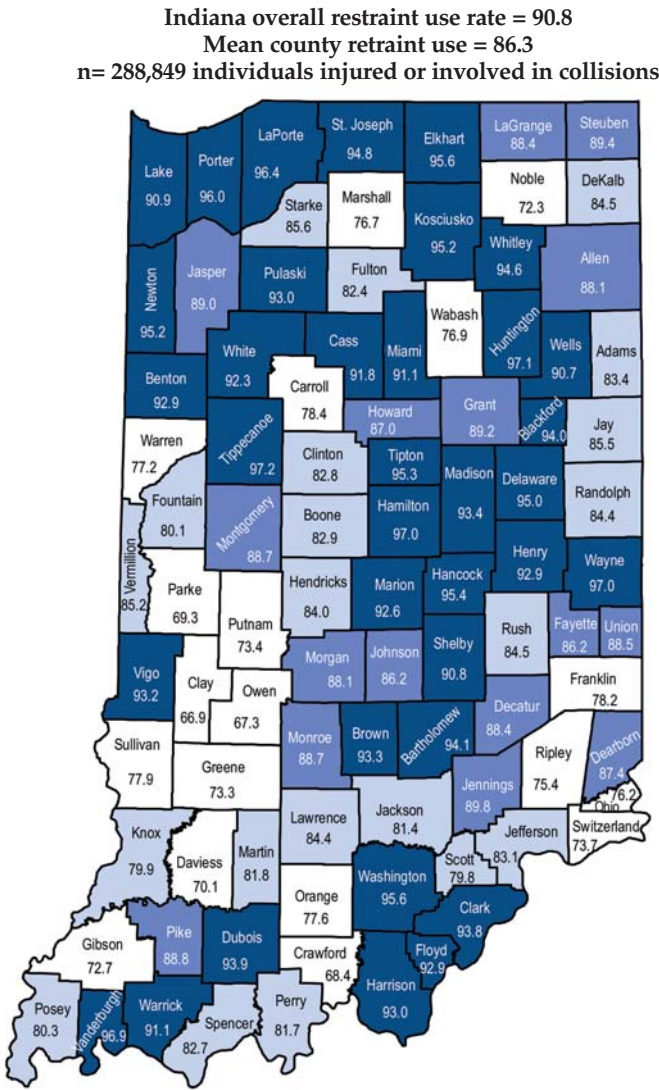 Indiana overall restraint use rate = 90.8
Mean county retraint use = 86.3
n= 288,849 individuals injured or involved in collisions
Lake
90.9
Porter
96.0
LaPorte
96.4
St. Joseph
94.8
Elkhart
95.6
LaGrange
88.4
Steuben
89.4
Noble
72.3
DeKalb
84.5
Starke
85.6
Marshall
76.7
Kosciusko
95.2
Whitley
94.6
Allen
88.1
Newton
95.2
Jasper
89.0
Pulaski
93.0
Fulton
82.4
Wabash
76.9
Huntington
97.1
Wells
90.7
Adams
83.4
Benton
92.9
White
92.3
Cass
91.8
Miami
91.1
Carroll
78.4
Howard
87.0
Grant
89.2
Blackford
94.0
Jay
85.5
Warren
77.2
Tippecanoe
97.2
Clinton
82.8
Tipton
95.3
Madison
93.4
Delaware
95.0
Randolph
84.4
Fountain
80.1
Montgomery
88.7
Boone
82.9
Hamilton
97.0
Henry
92.9
Wayne
97.0
Vermillion
85.2
Parke
69.3
Putnam
73.4
Hendricks
84.0
Marion
92.6
Hancock
95.4
Rush
84.5
Fayette
86.2
Union
88.5
Vigo
93.2
Clay
66.9
Owen
67.3
Morgan
88.1
Johnson
86.2
Shelby
90.8
Decatur
88.4
Franklin
78.2
Sullivan
77.9
Greene
73.3
Monroe
88.7
Brown
93.3
Bartholomew
94.1
Jennings
89.8
Ripley
75.4
Dearborn
87.4
76.2
Ohio
Switzerland
73.7
Knox
79.9
Daviess
70.1
Martin
81.8
Lawrence
84.4
Jackson
81.4
Scott
79.8
Jefferson
83.1
Orange
77.6
Washington
95.6
Clark
93.8
Floyd
92.9
Gibson
72.7
Pike
88.8
Dubois
93.9
Crawford
68.4
Harrison
93.0
Posey
80.3
Vanderburgh
96.9
Warrick
91.1
Spencer
82.7
Perry
81.7